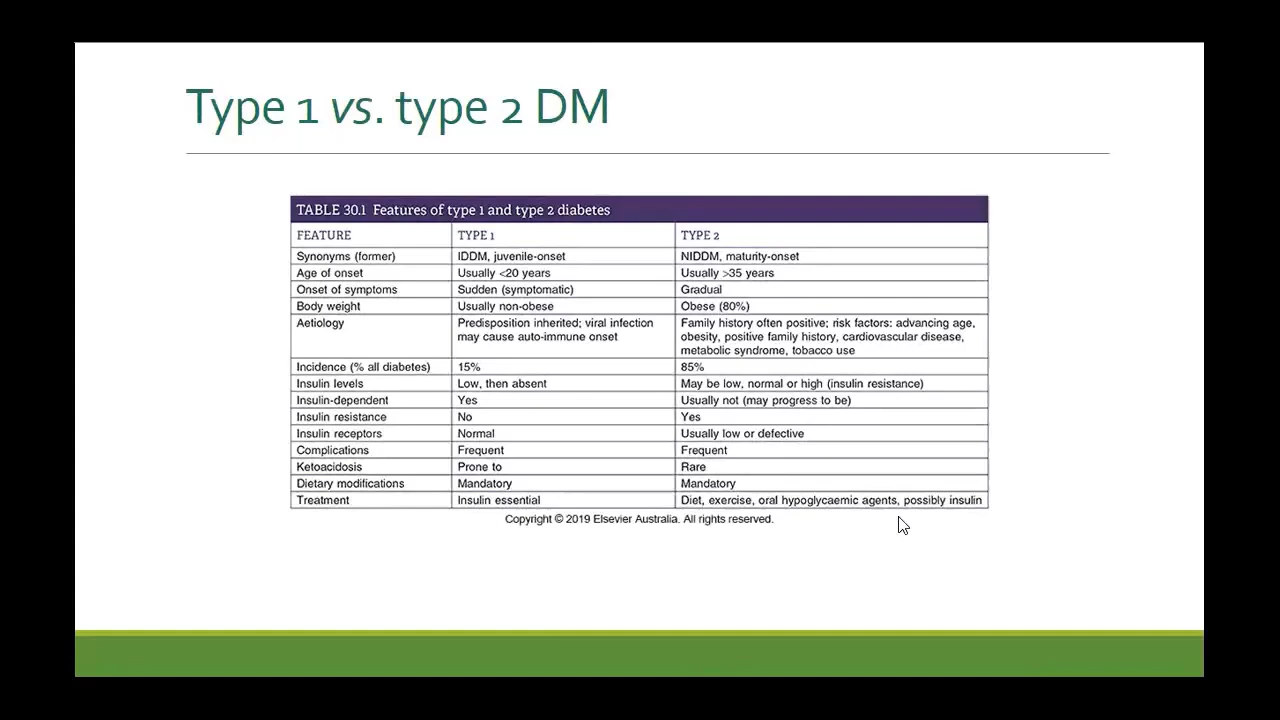 Type 1 vs. type 2 DM
TABLE 30.1 Features of type 1 and type 2 diabetes
FEATURE TYPE 1 TYPE 2
Synonyms (former) IDDM, juvenile-onset NIDDM, maturity-onset
Age of onset Usually <20 years Usually >35 years
Onset of symptoms Sudden (symptomatic) Gradual
Body weight Usually non-obese Obese (80%)
Aetiology Predisposition inherited; viral infection Family history often positive; risk factors: advancing age,
may cause auto-immune onset obesity, positive family history, cardiovascular disease,
metabolic syndrome, tobacco use
Incidence (% all diabetes) 15% 85%
Insulin levels Low, then absent May be low, normal or high (insulin resistance)
Insulin-dependent Yes Usually not (may progress to be)
Insulin resistance No Yes
Insulin receptors Normal Usually low or defective
Complications Frequent Frequent
Ketoacidosis Prone to Rare
Dietary modifications Mandatory Mandatory
Treatment Insulin essential Diet, exercise, oral hypoglycaemic agents, possibly insulin
Copyright © 2019 Elsevier Australia. All rights reserved.